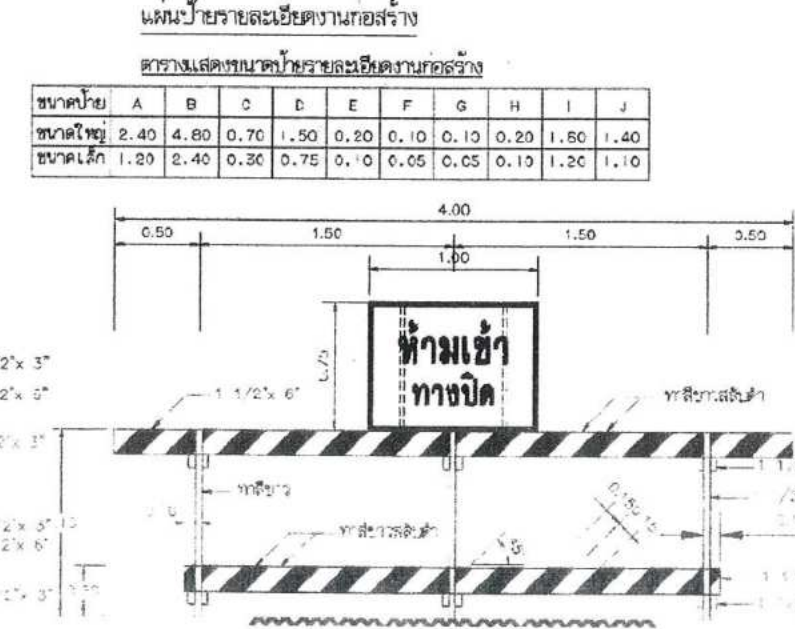 แผ่นป้ายรายละเอียดงานก่อสร้าง
ตารางแสดงขนาดป้ายรายละเอียดงานก่อสร้าง
ขนาดป้าย A B C D E F G H I J
ขนาดใหญ่ 2.40 4.80 0.70 1.50 0.20 0.10 0.10 0.20 1.60 1.40
ขนาดเล็ก 1.20 2.40 0.30 0.75 0.10 0.05 0.05 0.10 1.20 1.10
4.00
0.50 1.50 1.50 0.50
1.00
ห้ามเข้า
ทางปิด
2"x 3"
2"x 6"
1 1/2"x 6"
ทาสีขาวสลับดำ
2"x 3"
ทาสีขาว
2"x 3"
2"x 6"
ทาสีขาวสลับดำ
45